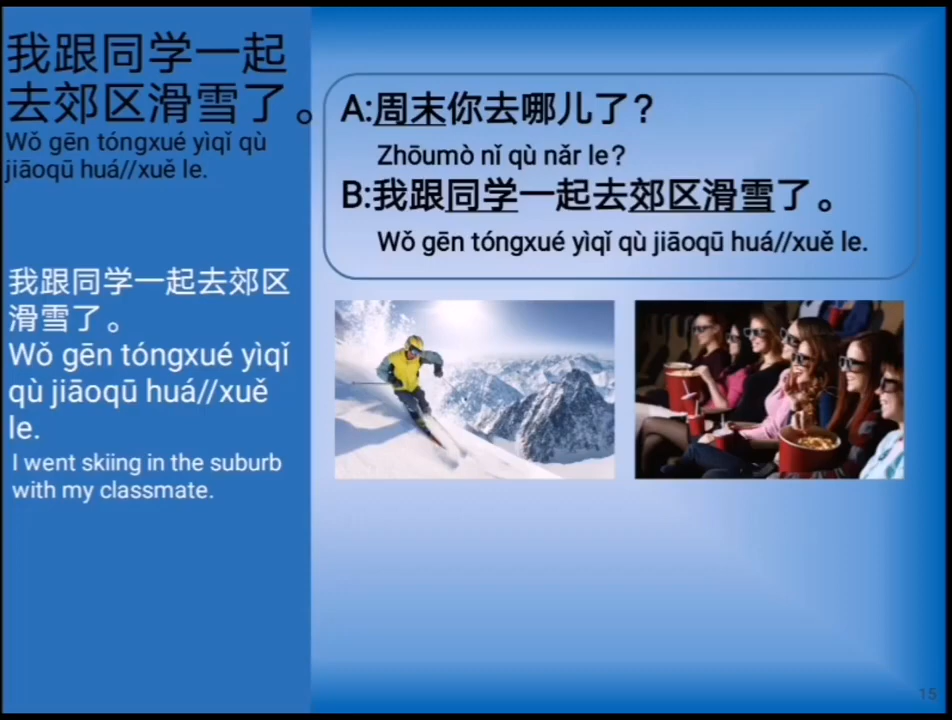 我跟同学一起
去郊区滑雪了。
Wǒ gēn tóngxué yìqǐ qù
jiāoqū huá//xuě le.
我跟同学一起去郊区
滑雪了。
Wǒ gēn tóngxué yìqǐ
qù jiāoqū huá//xuě
le.
I went skiing in the suburb
with my classmate.
A:周末你去哪儿了?
Zhōumò nǐ qù nǎr le?
B:我跟同学一起去郊区滑雪了。
Wǒ gēn tóngxué yìqǐ qù jiāoqū huá//xuě le.
15